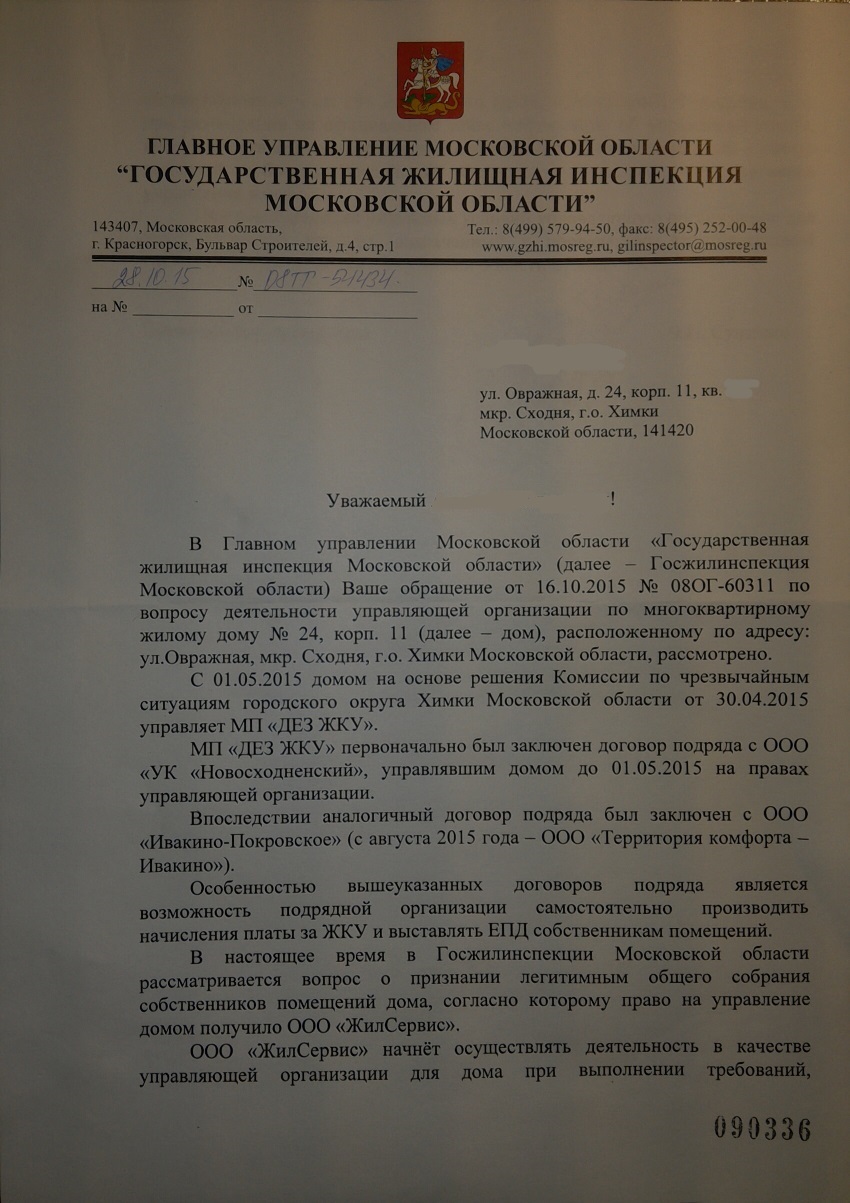 ГЛАВНОЕ УПРАВЛЕНИЕ МОСКОВСКОЙ ОБЛАСТИ
“ГОСУДАРСТВЕННАЯ ЖИЛИЩНАЯ ИНСПЕКЦИЯ
МОСКОВСКОЙ ОБЛАСТИ”
143407, Московская область,
г. Красногорск, Бульвар Строителей, д.4, стр.1
Тел.: 8(499) 579-94-50, факс: 8(495) 252-00-48
www.gzhi.mosreg.ru, gilinspector@mosreg.ru
28.10.15 №
на № ____________ от ____________
ул. Овражная, д. 24, корп. 11, кв.
мкр. Сходня, г.о. Химки
Московской области, 141420
Уважаемый !
В Главном управлении Московской области «Государственная
жилищная инспекция Московской области» (далее – Госжилинспекция
Московской области) Ваше обращение от 16.10.2015 № 08ОГ-60311 по
вопросу деятельности управляющей организации по многоквартирному
жилому дому № 24, корп. 11 (далее – дом), расположенному по адресу:
ул.Овражная, мкр. Сходня, г.о. Химки Московской области, рассмотрено.
С 01.05.2015 домом на основе решения Комиссии по чрезвычайным
ситуациям городского округа Химки Московской области от 30.04.2015
управляет МП «ДЕЗ ЖКУ».
МП «ДЕЗ ЖКУ» первоначально был заключен договор подряда с ООО
«УК «Новосходненский», управлявшим домом до 01.05.2015 на правах
управляющей организации.
Впоследствии аналогичный договор подряда был заключен с ООО
«Ивакино-Покровское» (с августа 2015 года – ООО «Территория комфорта –
Ивакино»).
Особенностью вышеуказанных договоров подряда является
возможность подрядной организации самостоятельно производить
начисления платы за ЖКУ и выставлять ЕПД собственникам помещений.
В настоящее время в Госжилинспекции Московской области
рассматривается вопрос о признании легитимным общего собрания
собственников помещений дома, согласно которому право на управление
домом получило ООО «ЖилСервис».
ООО «ЖилСервис» начнёт осуществлять деятельность в качестве
управляющей организации для дома при выполнении требований,
090336